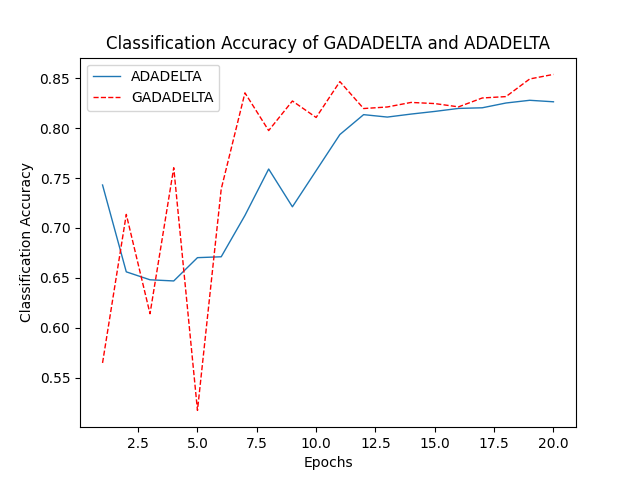 Classification Accuracy of GADADELTA and ADADELTA
ADADELTA
GADADELTA
Classification Accuracy
0.85
0.80
0.75
0.70
0.65
0.60
0.55
2.5 5.0 7.5 10.0 12.5 15.0 17.5 20.0
Epochs